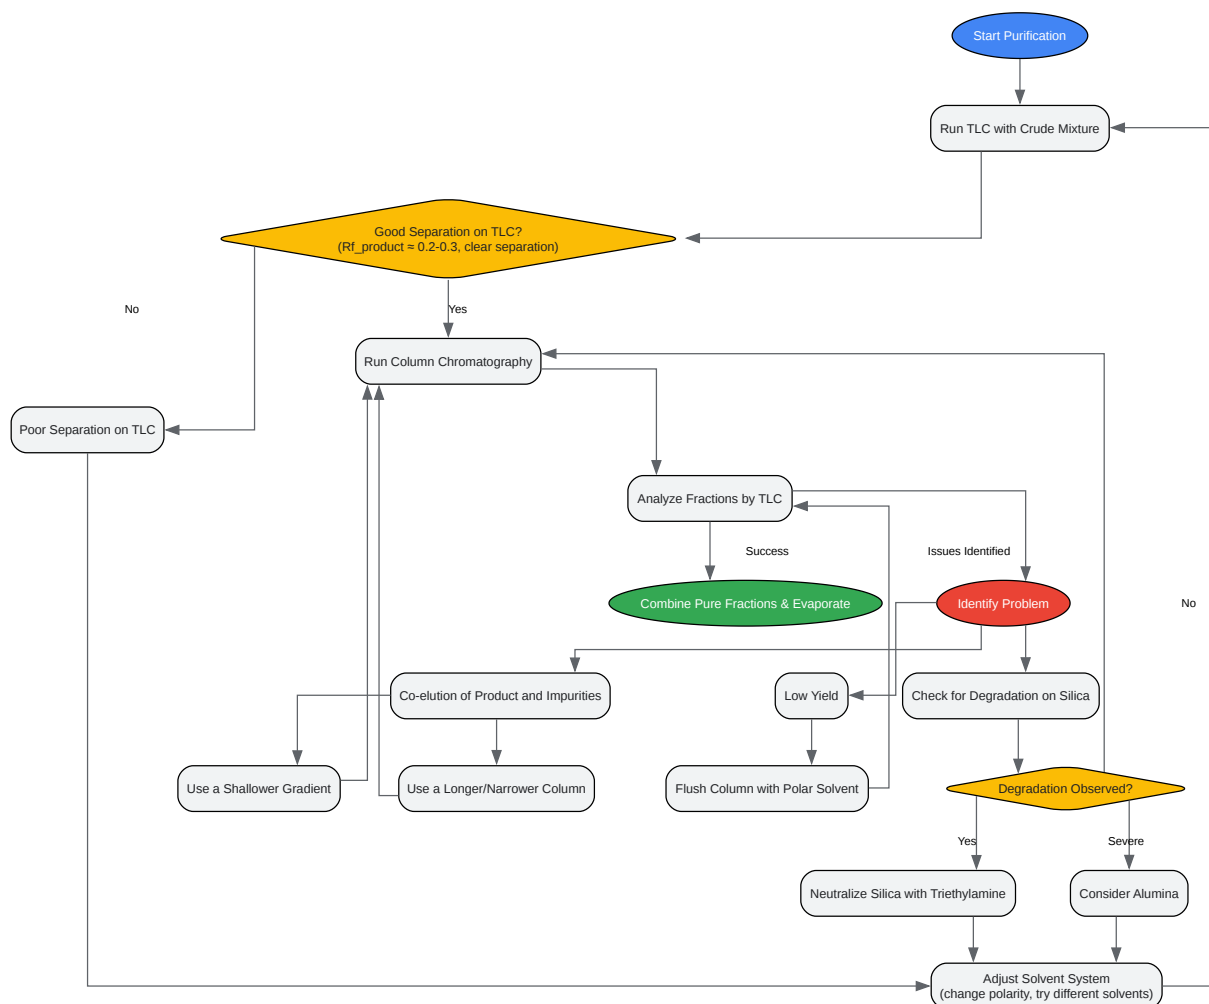 Start Purification
Run TLC with Crude Mixture
Good Separation on TLC?
(Rf_product ≈ 0.2-0.3, clear separation)
No
Yes
Run Column Chromatography
Poor Separation on TLC
Analyze Fractions by TLC
Success
Issues Identified
Combine Pure Fractions & Evaporate
Identify Problem
No
Co-elution of Product and Impurities
Low Yield
Check for Degradation on Silica
Use a Shallower Gradient
Use a Longer/Narrower Column
Flush Column with Polar Solvent
Degradation Observed?
Yes
Severe
Neutralize Silica with Triethylamine
Consider Alumina
Adjust Solvent System
(change polarity, try different solvents)